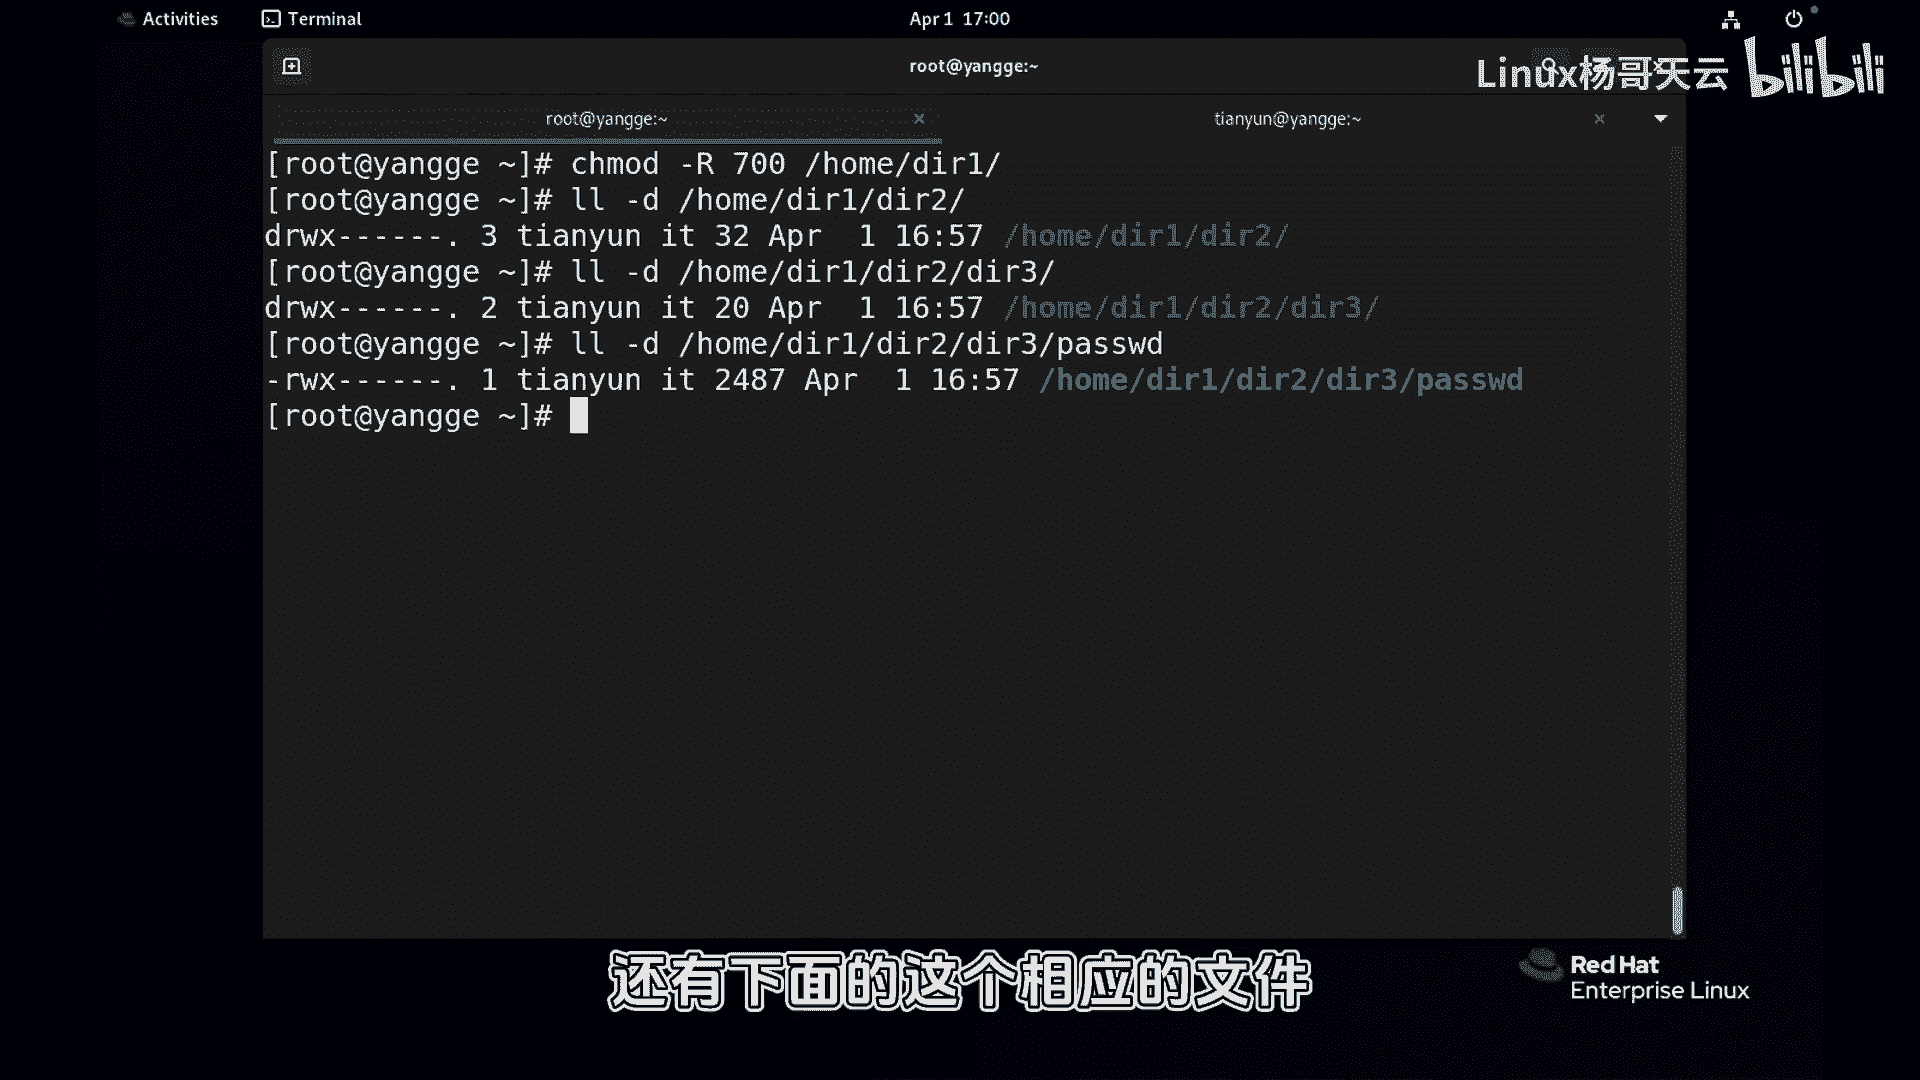 Activities Terminal Apr 1 17:00
root@yangge:~
Linux杨哥天云 bilibili
root@yangge:~ tianyun@yangge:~
[root@yangge ~]# chmod -R 700 /home/dir1/
[root@yangge ~]# ll -d /home/dir1/dir2/
drwx------. 3 tianyun it 32 Apr  1 16:57 /home/dir1/dir2/
[root@yangge ~]# ll -d /home/dir1/dir2/dir3/
drwx------. 2 tianyun it 20 Apr  1 16:57 /home/dir1/dir2/dir3/
[root@yangge ~]# ll -d /home/dir1/dir2/dir3/passwd
-rwx------. 1 tianyun it 2487 Apr  1 16:57 /home/dir1/dir2/dir3/passwd
[root@yangge ~]#
还有下面的这个相应的文件
Red Hat
Enterprise Linux